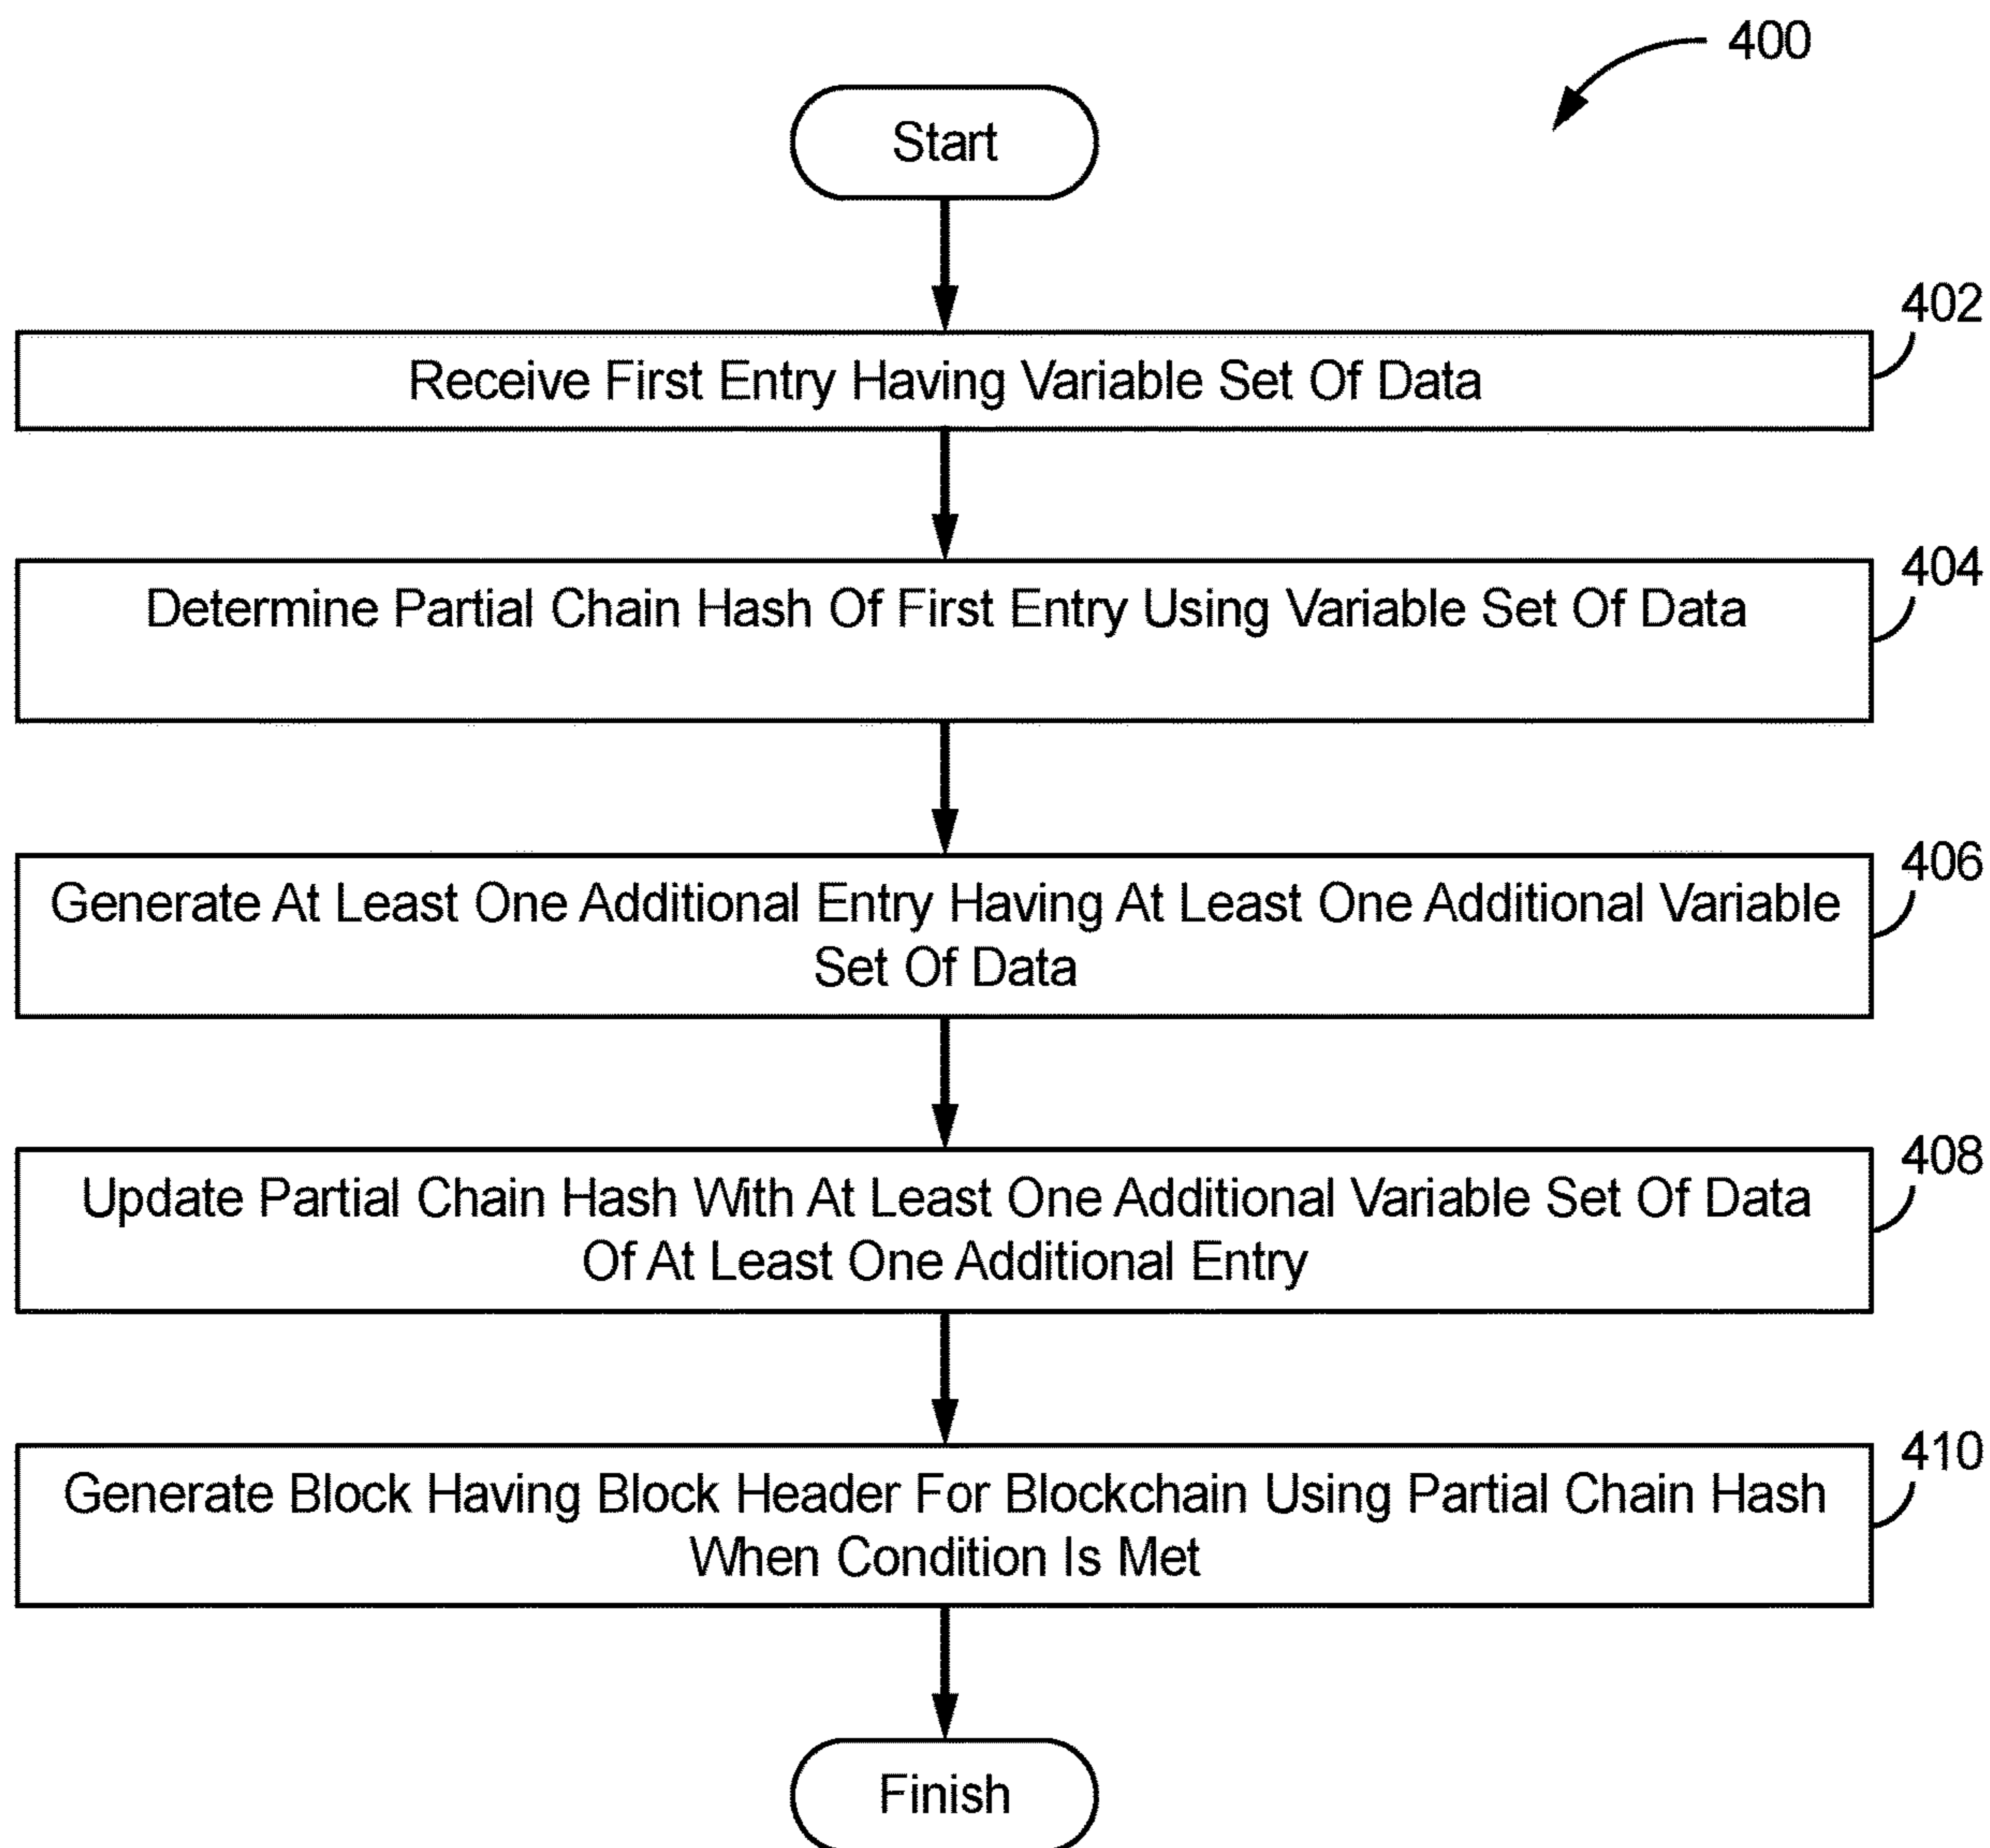 400
Start
402
Receive First Entry Having Variable Set Of Data
404
Determine Partial Chain Hash Of First Entry Using Variable Set Of Data
406
Generate At Least One Additional Entry Having At Least One Additional Variable
Set Of Data
408
Update Partial Chain Hash With At Least One Additional Variable Set Of Data
Of At Least One Additional Entry
410
Generate Block Having Block Header For Blockchain Using Partial Chain Hash
When Condition Is Met
Finish